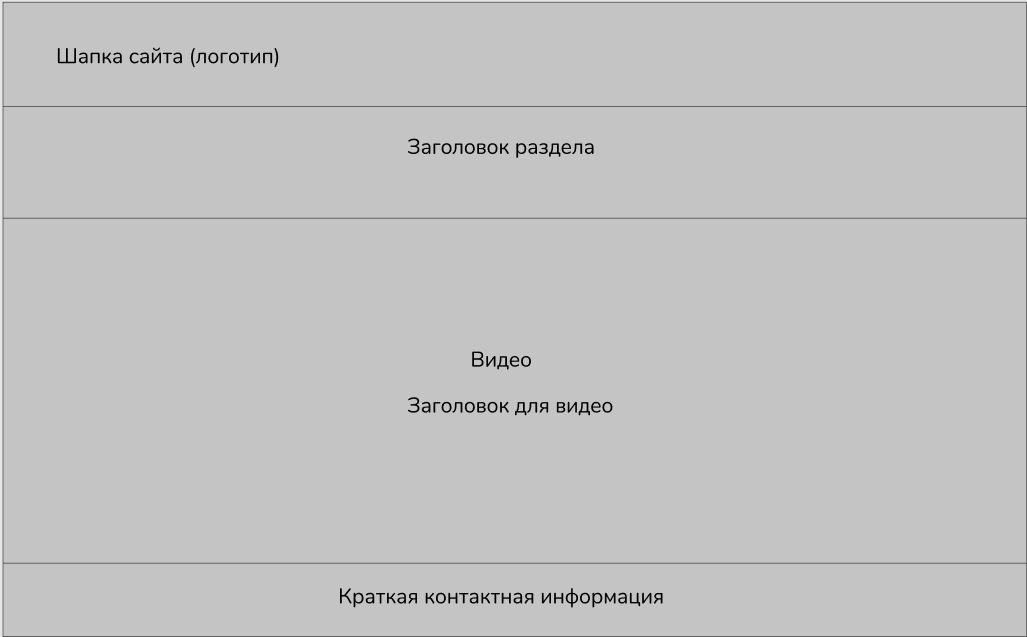 Шапка сайта (логотип)
Заголовок раздела
Видео
Заголовок для видео
Краткая контактная информация